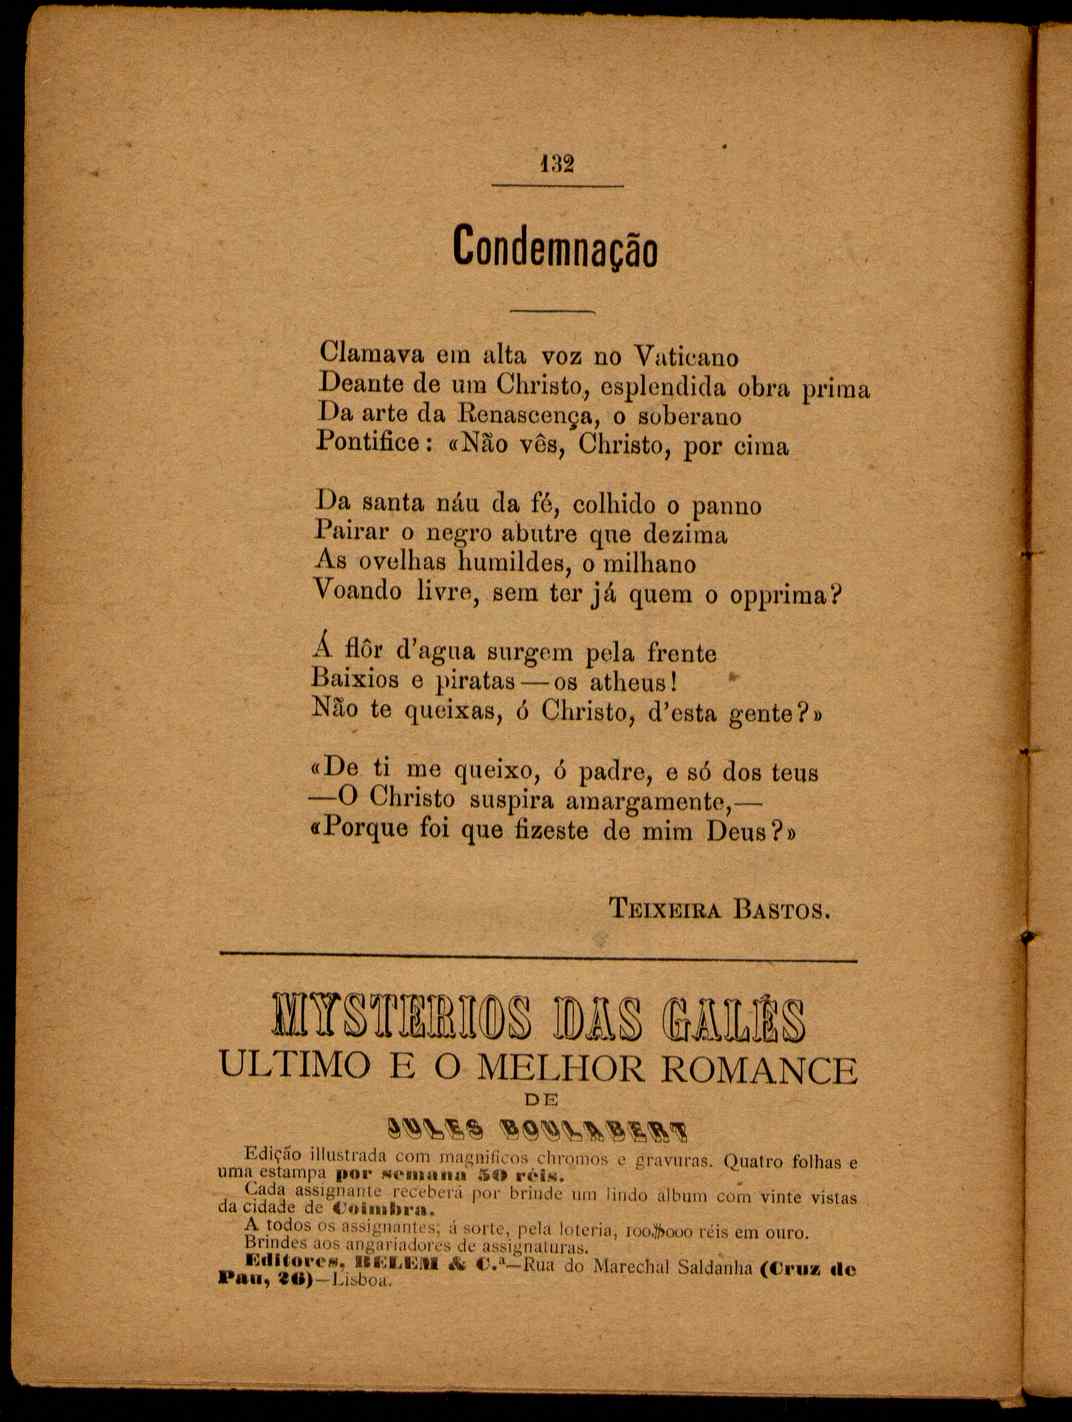 132
Condemnação
Clamava em alta voz no Vaticano
Deante de um Christo, esplendida obra prima
Da arte da Renascença, o soberano
Pontifice: «Não vês, Christo, por cima
Da santa náu da fé, colhido o panno
Pairar o negro abutre que dezima
As ovelhas humildes, o milhano
Voando livre, sem ter já quem o opprima?
Á flôr d'agua surgem pela frente
Baixios e piratas — os atheus!
Não te queixas, ó Christo, d'esta gente?»
«De ti me queixo, ó padre, e só dos teus
—O Christo suspira amargamente,—
«Porque foi que fizeste de mim Deus?»
TEIXEIRA BASTOS.
MYSTERIOS DAS GALÉS
ULTIMO E O MELHOR ROMANCE
DE
JULES BOULABERT
Edição illustrada com magnificos chromos e gravuras. Quatro folhas e
uma estampa por semana 50 réis.
Cada assignante receberá por brinde um lindo album com vinte vistas
da cidade de Coimbra.
A todos os assignantes; á sorte, pela loteria, 100$000 réis em ouro.
Brindes aos angariadores de assignaturas.
Editores, BELEM & C.ª—Rua do Marechal Saldanha (Cruz de
Pau, 26)—Lisboa.